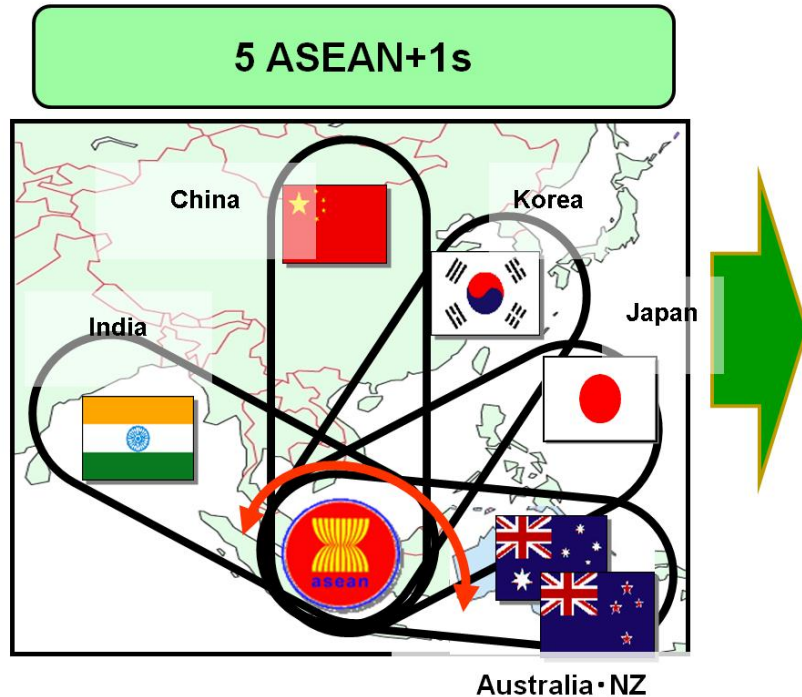 5 ASEAN+1s
China
Korea
India
Japan
asean
Australia・NZ